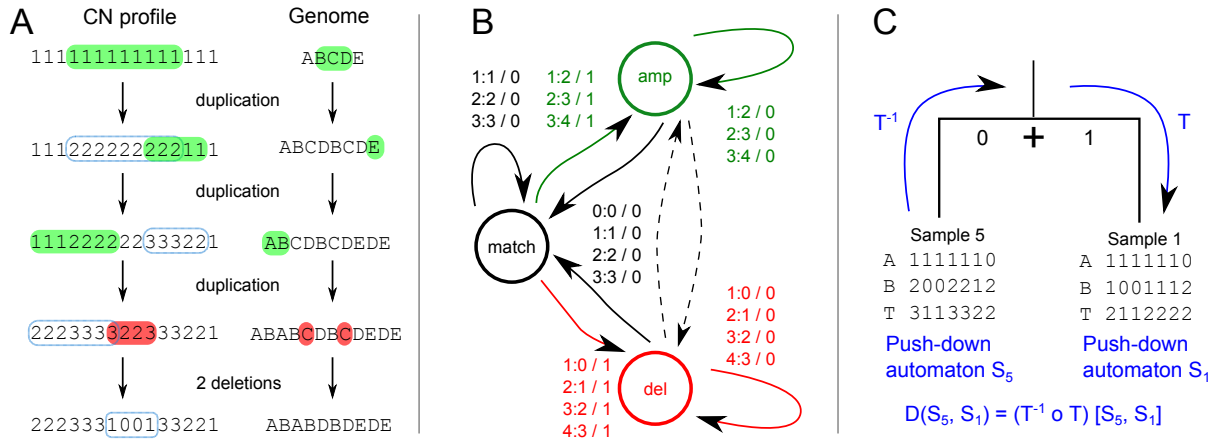 A
CN profile
Genome
111111111111111
ABCDE
duplication
111222222222111
ABCDBCDE
duplication
111222222333221
ABCDBCDEDE
duplication
222333322333221
ABABCDBCDEDE
2 deletions
222333100133221
ABABDBDEDE
B
amp
1:1 / 0
2:2 / 0
3:3 / 0
1:2 / 1
2:3 / 1
3:4 / 1
1:2 / 0
2:3 / 0
3:4 / 0
match
0:0 / 0
1:1 / 0
2:2 / 0
3:3 / 0
1:0 / 0
2:1 / 0
3:2 / 0
4:3 / 0
1:0 / 1
2:1 / 1
3:2 / 1
4:3 / 1
del
C
T-1
T
0 + 1
Sample 5
A 1111110
B 2002212
T 3113322
Push-down
automaton S5
Sample 1
A 1111110
B 1001112
T 2112222
Push-down
automaton S1
D(S5, S1) = (T-1 o T) [S5, S1]